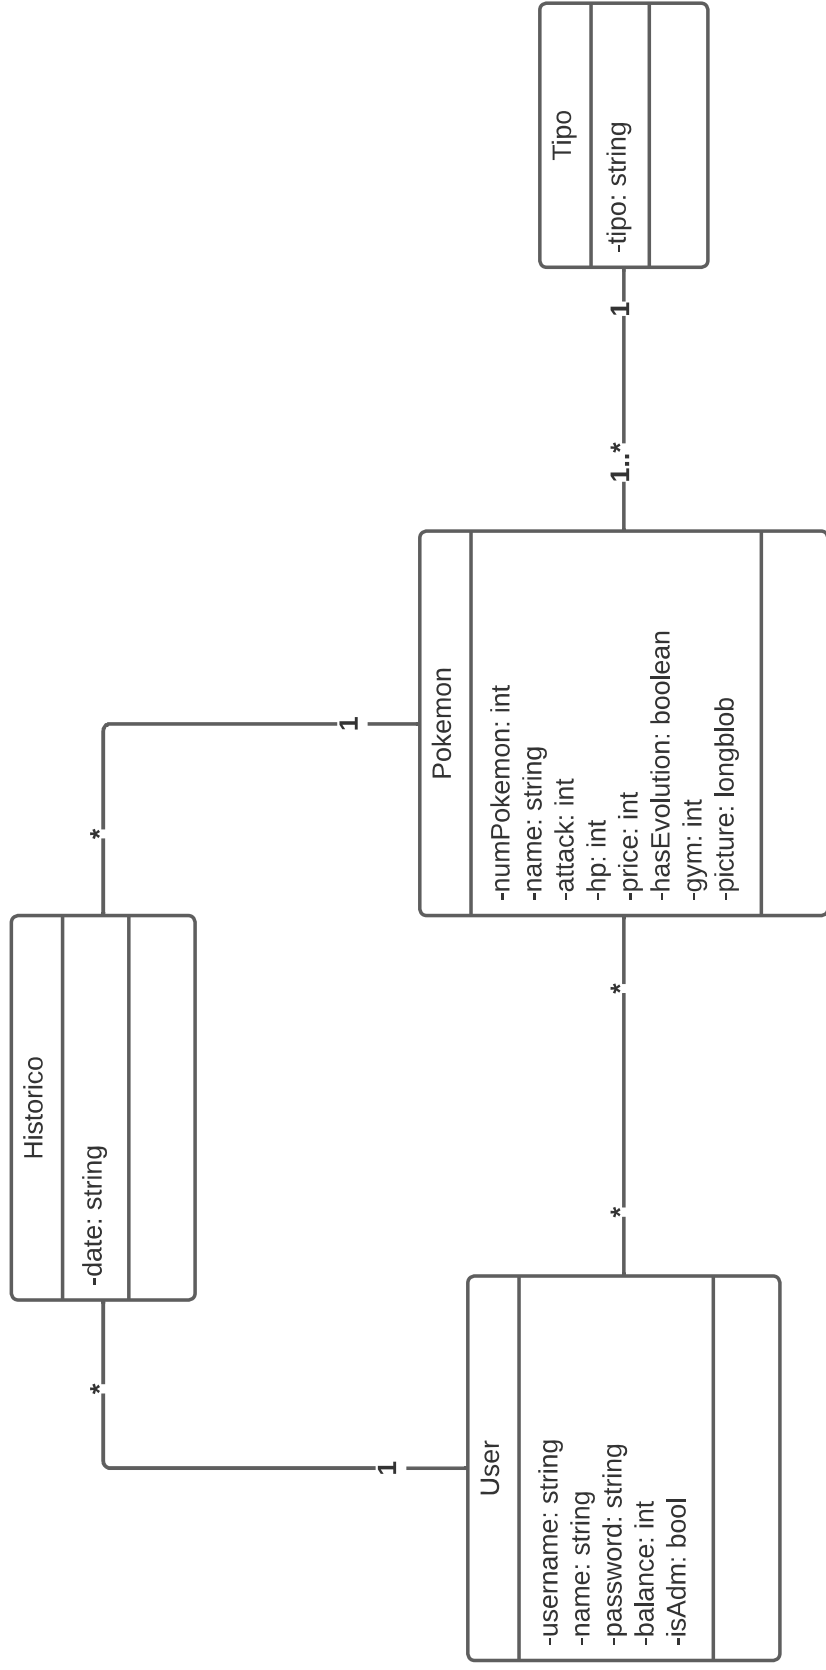 Historico
-date: string
*
*
1
1
User
-username: string
-name: string
-password: string
-balance: int
-isAdm: bool
*
*
Pokemon
-numPokemon: int
-name: string
-attack: int
-hp: int
-price: int
-hasEvolution: boolean
-gym: int
-picture: longblob
1..*
1
Tipo
-tipo: string